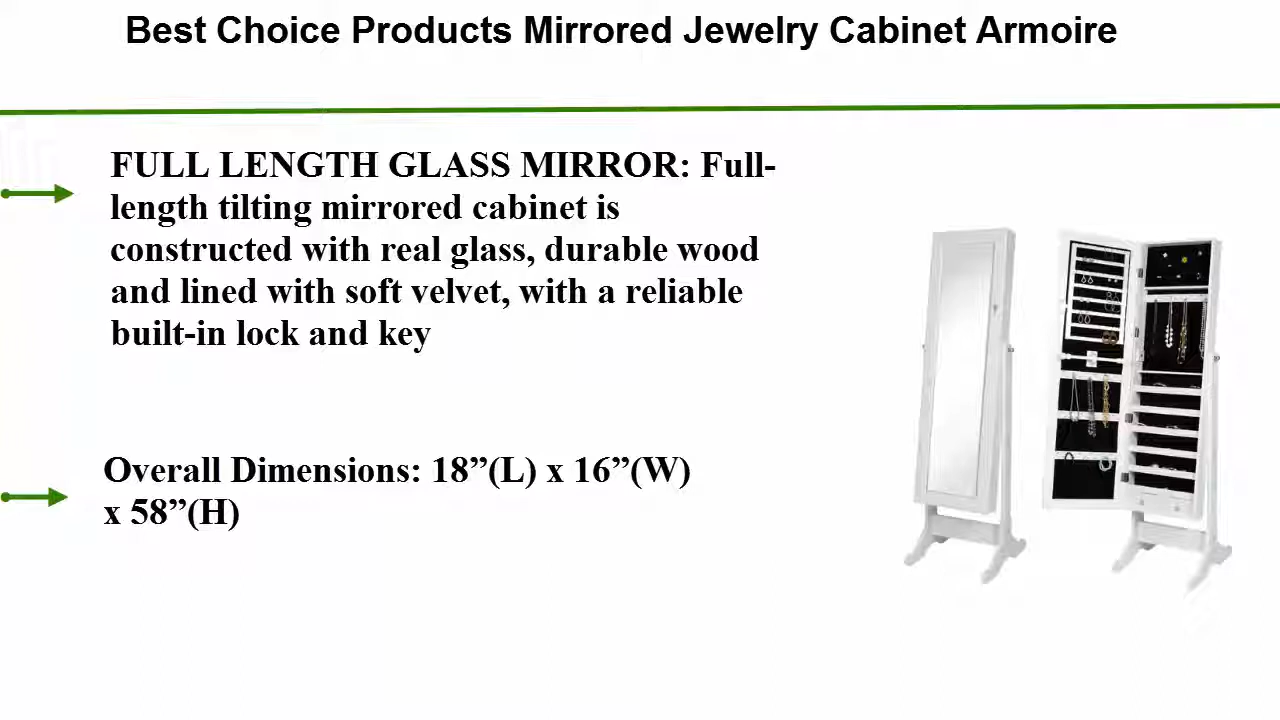 Best Choice Products Mirrored Jewelry Cabinet Armoire
FULL LENGTH GLASS MIRROR: Full-
length tilting mirrored cabinet is
constructed with real glass, durable wood
and lined with soft velvet, with a reliable
built-in lock and key
Overall Dimensions: 18”(L) x 16”(W)
x 58”(H)